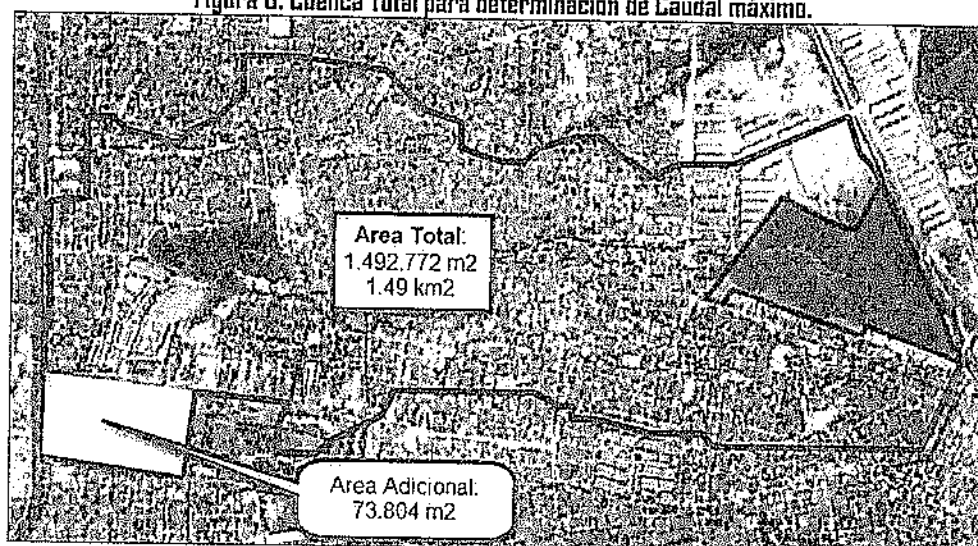 Figura 6. Cuenca Total para determinación de Caudal máximo.
Area Total:
1.492.772 m2
1.49 km2
Area Adicional:
73.804 m2